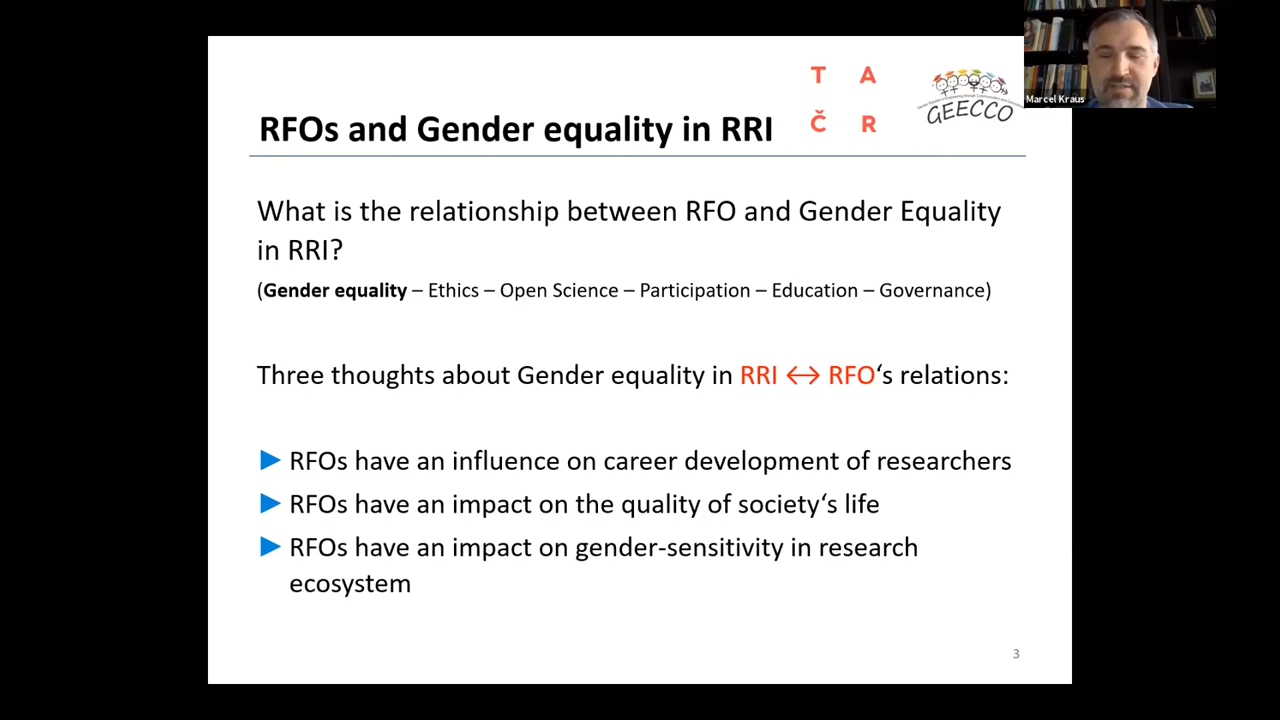 T A
Č R
GEECCO
Marcel Kraus
RFOs and Gender equality in RRI
What is the relationship between RFO and Gender Equality
in RRI?
(Gender equality – Ethics – Open Science – Participation – Education – Governance)
Three thoughts about Gender equality in RRI ↔ RFO‘s relations:
RFOs have an influence on career development of researchers
RFOs have an impact on the quality of society‘s life
RFOs have an impact on gender-sensitivity in research
ecosystem
3